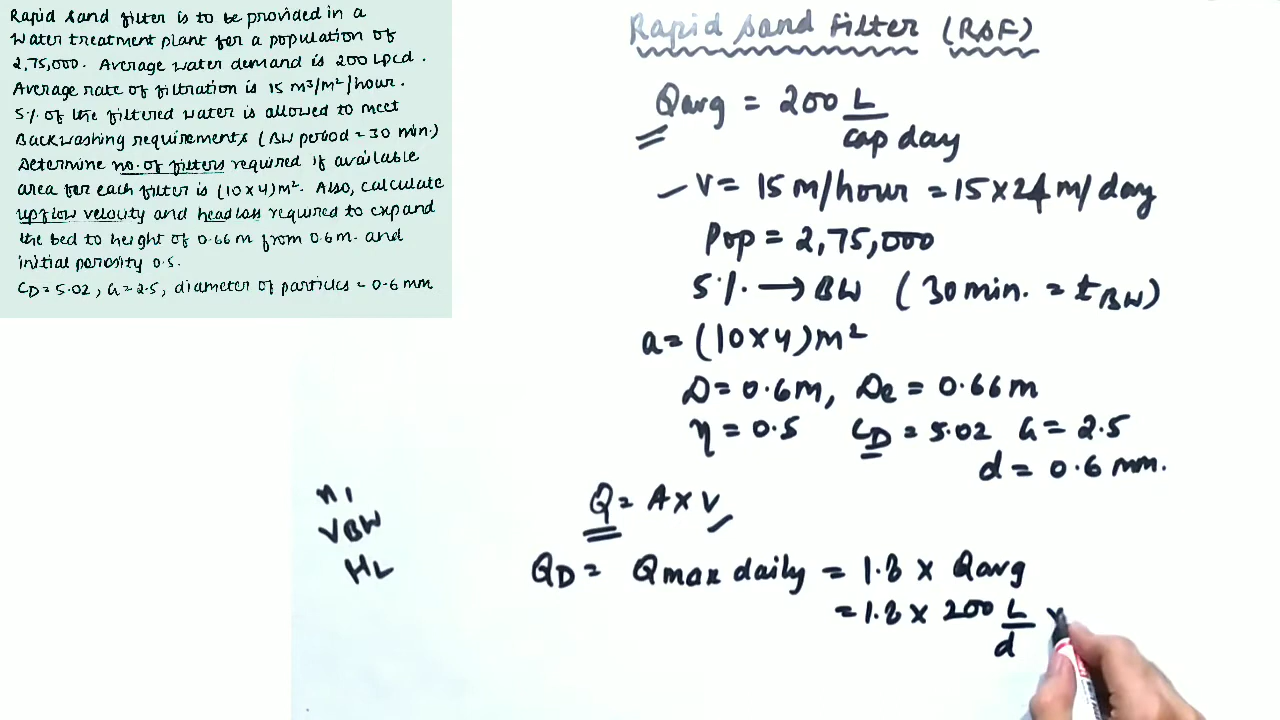 Rapid sand filter is to be provided in a
water treatment plant for a population of
2,75,000. Average water demand is 200 Lpcd.
Average rate of filtration is 15 m³/m²/hour.
5% of the filtered water is allowed to meet
Backwashing requirements (BW period = 30 min.)
Determine no. of filters required if available
area for each filter is (10x4)m². Also, calculate
upflow velocity and headloss required to expand
the bed to height of 0.66 m from 0.6 m. and
initial porosity 0.5.
CD = 5.02, G = 2.5, diameter of particles = 0.6 mm
Rapid sand filter (RSF)
Qavg = 200 L/cap day
V = 15 m/hour = 15 x 24 m/day
Pop = 2,75,000
5% → BW (30 min. = tBW)
a = (10 x 4) m²
D = 0.6m, De = 0.66 m
η = 0.5 CD = 5.02 G = 2.5
d = 0.6 mm.
n,
VBW
HL
Q = A x V
QD = Qmax daily = 1.8 x Qavg
= 1.8 x 200 L/d x